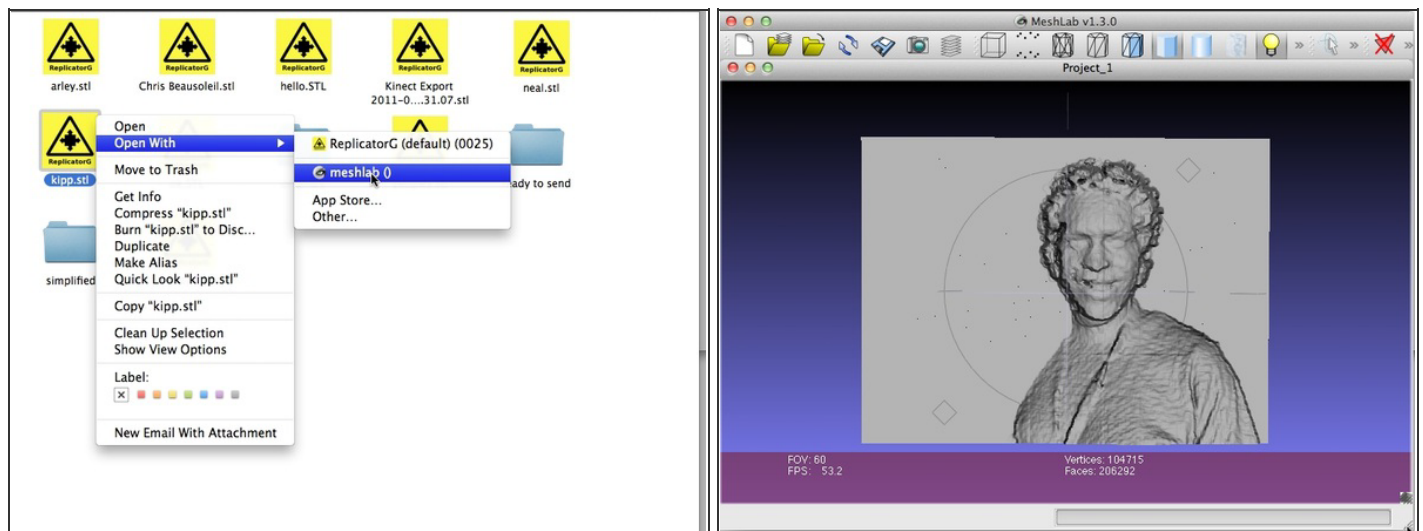 ReplicatorG
ReplicatorG
ReplicatorG
ReplicatorG
ReplicatorG
arley.stl
Chris Beausoleil.stl
hello.STL
Kinect Export
2011-0....31.07.stl
neal.stl
ReplicatorG
kipp.stl
ady to send
simplified
Open
Open With
Move to Trash
Get Info
Compress “kipp.stl”
Burn “kipp.stl” to Disc...
Duplicate
Make Alias
Quick Look “kipp.stl”
Copy “kipp.stl”
Clean Up Selection
Show View Options
Label:
New Email With Attachment
ReplicatorG (default) (0025)
meshlab ()
App Store...
Other...
MeshLab v1.3.0
Project_1
FOV: 60
FPS: 53.2
Vertices: 104715
Faces: 206292